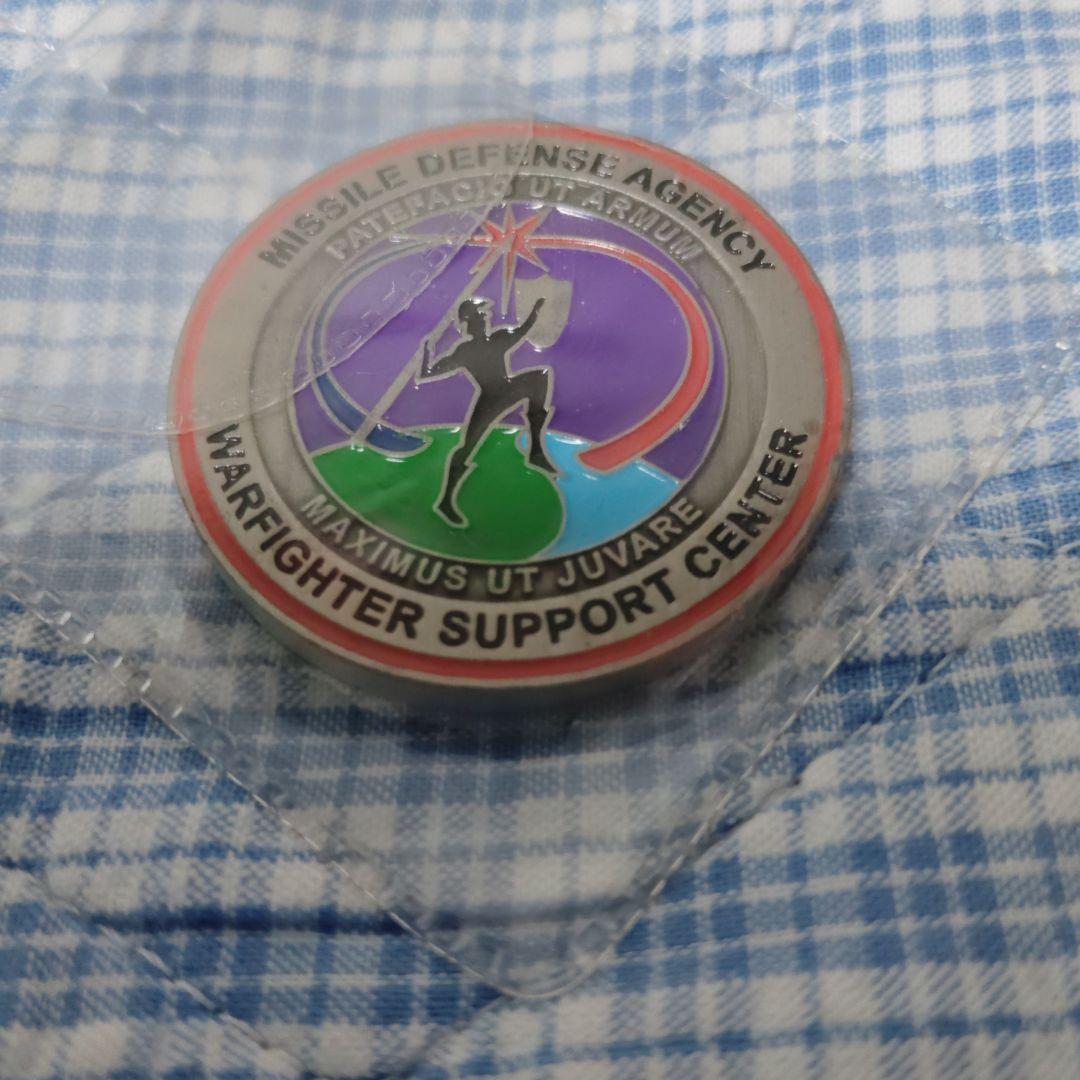 MISSILE DEFENSE AGENCY
PATEFACIO UT ARMUM
MAXIMUS UT JUVARE
WARFIGHTER SUPPORT CENTER